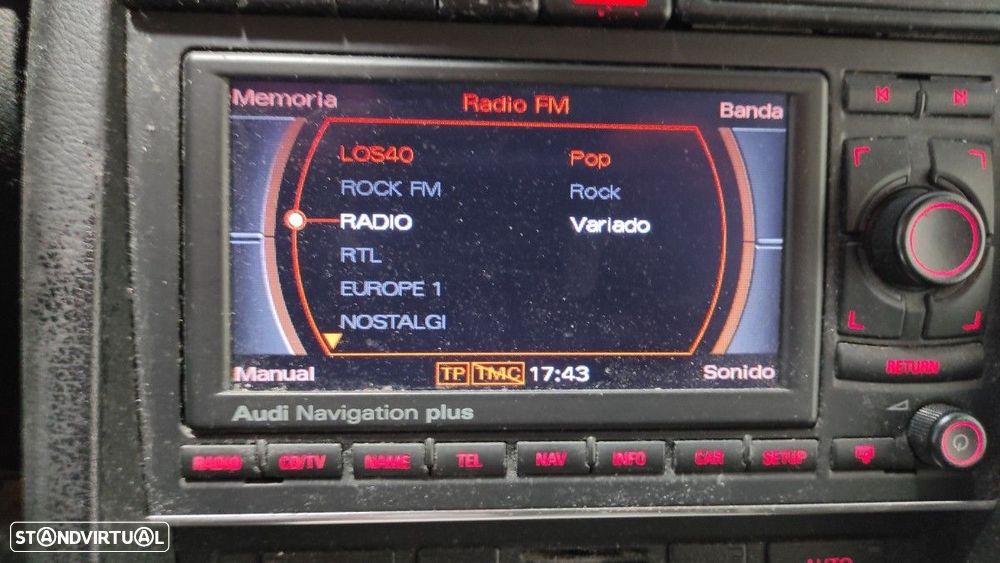 Memoria Radio FM Banda
LOS40 Pop
ROCK FM Rock
RADIO Variado
RTL
EUROPE 1
NOSTALGI
Manual TP TMC 17:43 Sonido
RETURN
Audi Navigation plus
RADIO CD/TV NAME TEL NAV INFO CAR SETUP
STANDVIRTUAL
AUTO